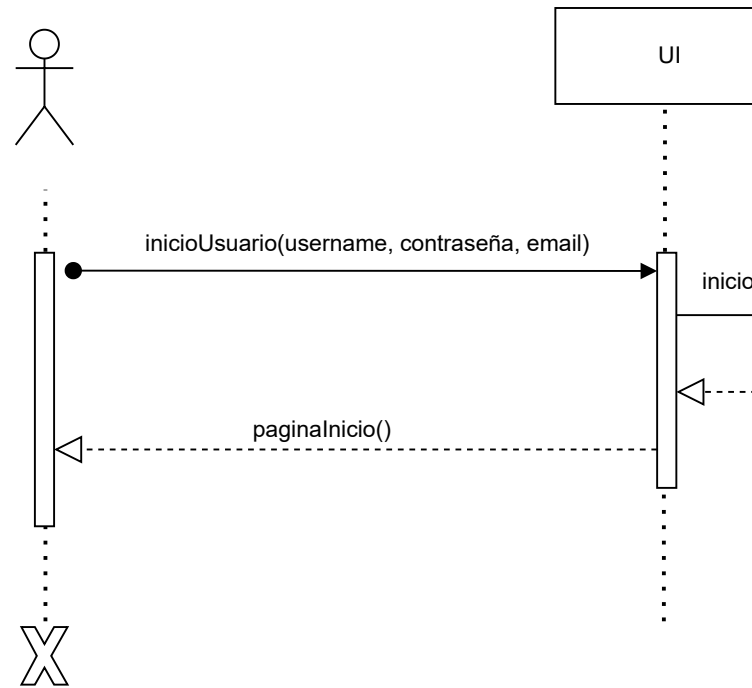 UI
inicioUsuario(username, contraseña, email)
inicio
paginaInicio()
X